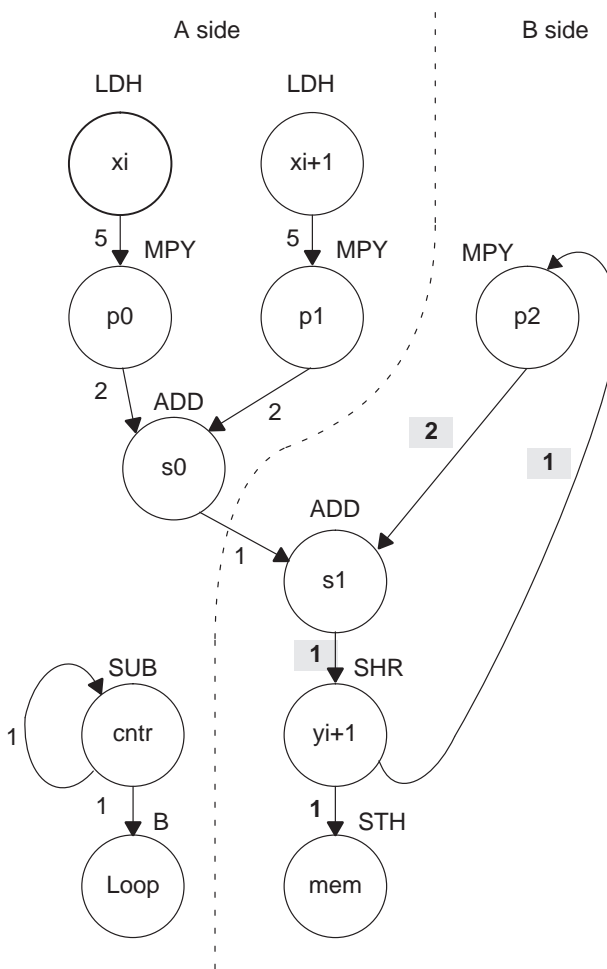 A side
B side
LDH
LDH
xi
xi+1
5
MPY
5
MPY
MPY
p0
p1
p2
2
ADD
2
2
1
s0
ADD
1
s1
1
SHR
SUB
1
cntr
yi+1
1
B
1
STH
Loop
mem